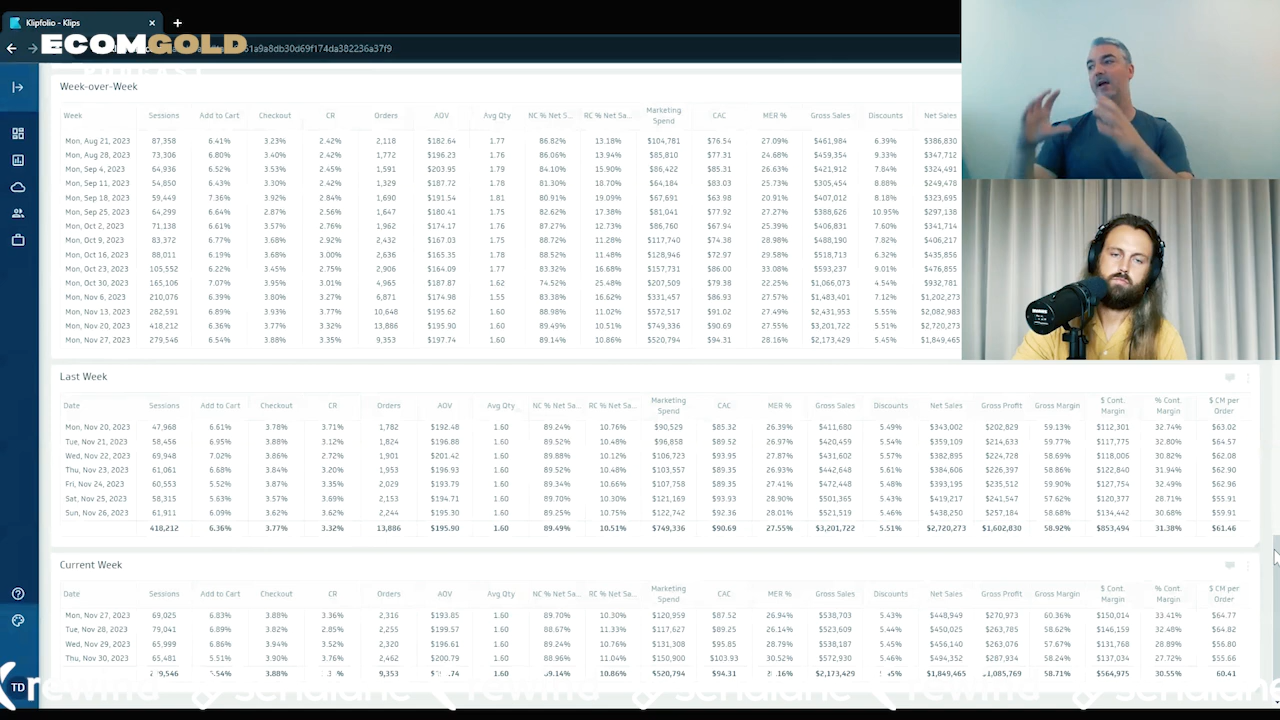 Klipfolio - Klips × +
ECOMGOLD
61a9a8db30d69f174da382236a37f9
Week-over-Week
Week Sessions Add to Cart Checkout CR Orders AOV Avg Qty NC % Net S... RC % Net Sa... Marketing Spend CAC MER % Gross Sales Discounts Net Sales
Mon, Aug 21, 2023 87,358 6.41% 3.23% 2.42% 2,118 $182.64 1.77 86.82% 13.18% $104,781 $76.54 27.09% $461,984 6.39% $386,830
Mon, Aug 28, 2023 73,306 6.80% 3.40% 2.42% 1,772 $196.23 1.76 86.06% 13.94% $85,810 $77.31 24.68% $459,354 9.33% $347,712
Mon, Sep 4, 2023 64,936 6.52% 3.53% 2.45% 1,591 $203.95 1.79 84.10% 15.90% $86,422 $85.31 26.63% $421,912 7.64% $324,491
Mon, Sep 11, 2023 54,850 6.43% 3.30% 2.42% 1,329 $187.72 1.78 81.30% 18.70% $64,184 $83.03 25.73% $305,454 8.88% $249,478
Mon, Sep 18, 2023 59,449 7.36% 3.92% 2.84% 1,690 $191.54 1.81 80.91% 19.09% $67,691 $63.98 20.91% $407,012 8.18% $323,695
Mon, Sep 25, 2023 64,299 6.64% 2.87% 2.56% 1,647 $180.41 1.75 82.62% 17.38% $81,041 $77.92 27.27% $388,626 10.95% $297,138
Mon, Oct 2, 2023 71,138 6.61% 3.57% 2.76% 1,962 $174.17 1.76 87.27% 12.73% $86,760 $67.94 25.39% $431,831 7.60% $341,714
Mon, Oct 9, 2023 83,372 6.77% 3.68% 2.92% 2,432 $167.03 1.75 88.72% 11.28% $117,740 $74.38 28.98% $488,190 7.82% $406,217
Mon, Oct 16, 2023 88,011 6.19% 3.68% 3.00% 2,636 $164.35 1.78 88.52% 11.48% $128,946 $72.97 29.58% $518,713 6.32% $435,856
Mon, Oct 23, 2023 105,552 6.22% 3.45% 2.75% 2,906 $164.09 1.77 83.32% 16.68% $157,731 $86.00 33.08% $593,237 9.01% $476,855
Mon, Oct 30, 2023 165,106 7.07% 3.95% 3.01% 4,965 $187.87 1.62 74.52% 25.48% $207,560 $79.38 22.25% $1,066,073 4.54% $932,781
Mon, Nov 6, 2023 210,076 6.39% 3.80% 3.27% 6,871 $174.98 1.55 83.38% 16.62% $331,457 $86.93 27.57% $1,483,401 7.12% $1,202,273
Mon, Nov 13, 2023 282,591 6.89% 3.93% 3.77% 10,648 $195.62 1.60 88.98% 11.02% $572,517 $91.02 27.49% $2,431,953 5.55% $2,082,983
Mon, Nov 20, 2023 418,212 6.36% 3.77% 3.32% 13,886 $195.90 1.60 89.49% 10.51% $749,336 $90.69 27.55% $3,201,722 5.51% $2,720,273
Mon, Nov 27, 2023 279,546 6.54% 3.88% 3.35% 9,353 $197.74 1.60 89.14% 10.86% $520,794 $94.31 28.16% $2,173,429 5.45% $1,849,465
Last Week
Date Sessions Add to Cart Checkout CR Orders AOV Avg Qty NC % Net Sa... RC % Net Sa... Marketing Spend CAC MER % Gross Sales Discounts Net Sales Gross Profit Gross Margin $ Cont. Margin % Cont. Margin $ CM per Order
Mon, Nov 20, 2023 47,968 6.61% 3.78% 3.71% 1,782 $192.48 1.60 89.24% 10.76% $90,529 $85.32 26.39% $411,680 5.49% $343,002 $202,829 59.13% $112,301 32.74% $63.02
Tue, Nov 21, 2023 58,456 6.95% 3.88% 3.12% 1,824 $196.88 1.60 89.52% 10.48% $96,858 $89.52 26.97% $420,459 5.54% $359,109 $214,633 59.77% $117,775 32.80% $64.57
Wed, Nov 22, 2023 69,948 7.02% 3.86% 2.72% 1,901 $201.42 1.60 89.88% 10.12% $106,723 $93.95 27.87% $431,602 5.57% $382,895 $224,728 58.69% $118,006 30.82% $62.08
Thu, Nov 23, 2023 61,061 6.68% 3.84% 3.20% 1,953 $196.93 1.60 89.52% 10.48% $103,557 $89.35 26.93% $442,648 5.61% $384,606 $226,397 58.86% $122,840 31.94% $62.90
Fri, Nov 24, 2023 60,553 5.52% 3.87% 3.35% 2,029 $193.79 1.60 89.34% 10.66% $107,758 $89.35 27.41% $472,448 5.48% $393,195 $235,512 59.90% $127,754 32.49% $62.96
Sat, Nov 25, 2023 58,315 5.63% 3.57% 3.69% 2,153 $194.71 1.60 89.70% 10.30% $121,169 $93.93 28.90% $501,365 5.43% $419,217 $241,547 57.62% $120,377 28.71% $55.91
Sun, Nov 26, 2023 61,911 6.09% 3.62% 3.62% 2,244 $195.30 1.60 89.25% 10.75% $122,742 $92.36 28.01% $521,519 5.46% $438,250 $257,184 58.68% $134,442 30.68% $59.91
418,212 6.36% 3.77% 3.32% 13,886 $195.90 1.60 89.49% 10.51% $749,336 $90.69 27.55% $3,201,722 5.51% $2,720,273 $1,602,830 58.92% $853,494 31.38% $61.46
Current Week
Date Sessions Add to Cart Checkout CR Orders AOV Avg Qty NC % Net Sa... RC % Net Sa... Marketing Spend CAC MER % Gross Sales Discounts Net Sales Gross Profit Gross Margin $ Cont. Margin % Cont. Margin $ CM per Order
Mon, Nov 27, 2023 69,025 6.83% 3.88% 3.36% 2,316 $193.85 1.60 89.70% 10.30% $120,959 $87.52 26.94% $538,703 5.43% $448,949 $270,973 60.36% $150,014 33.41% $64.77
Tue, Nov 28, 2023 79,041 6.89% 3.82% 2.85% 2,255 $199.57 1.60 88.67% 11.33% $117,627 $89.25 26.14% $523,609 5.44% $450,025 $263,785 58.62% $146,159 32.48% $64.82
Wed, Nov 29, 2023 65,999 6.86% 3.94% 3.52% 2,320 $196.61 1.60 89.24% 10.76% $131,308 $95.85 28.79% $538,187 5.45% $456,140 $263,076 57.67% $131,768 28.89% $56.80
Thu, Nov 30, 2023 65,481 5.51% 3.90% 3.76% 2,462 $200.79 1.60 88.96% 11.04% $150,900 $103.93 30.52% $572,930 5.46% $494,352 $287,934 58.24% $137,034 27.72% $55.66
3.88% 9,353 1.60 10.86% $520,794 $94.31 $2,173,429 $1,849,465 58.71% $564,975 30.55% 60.41
TD